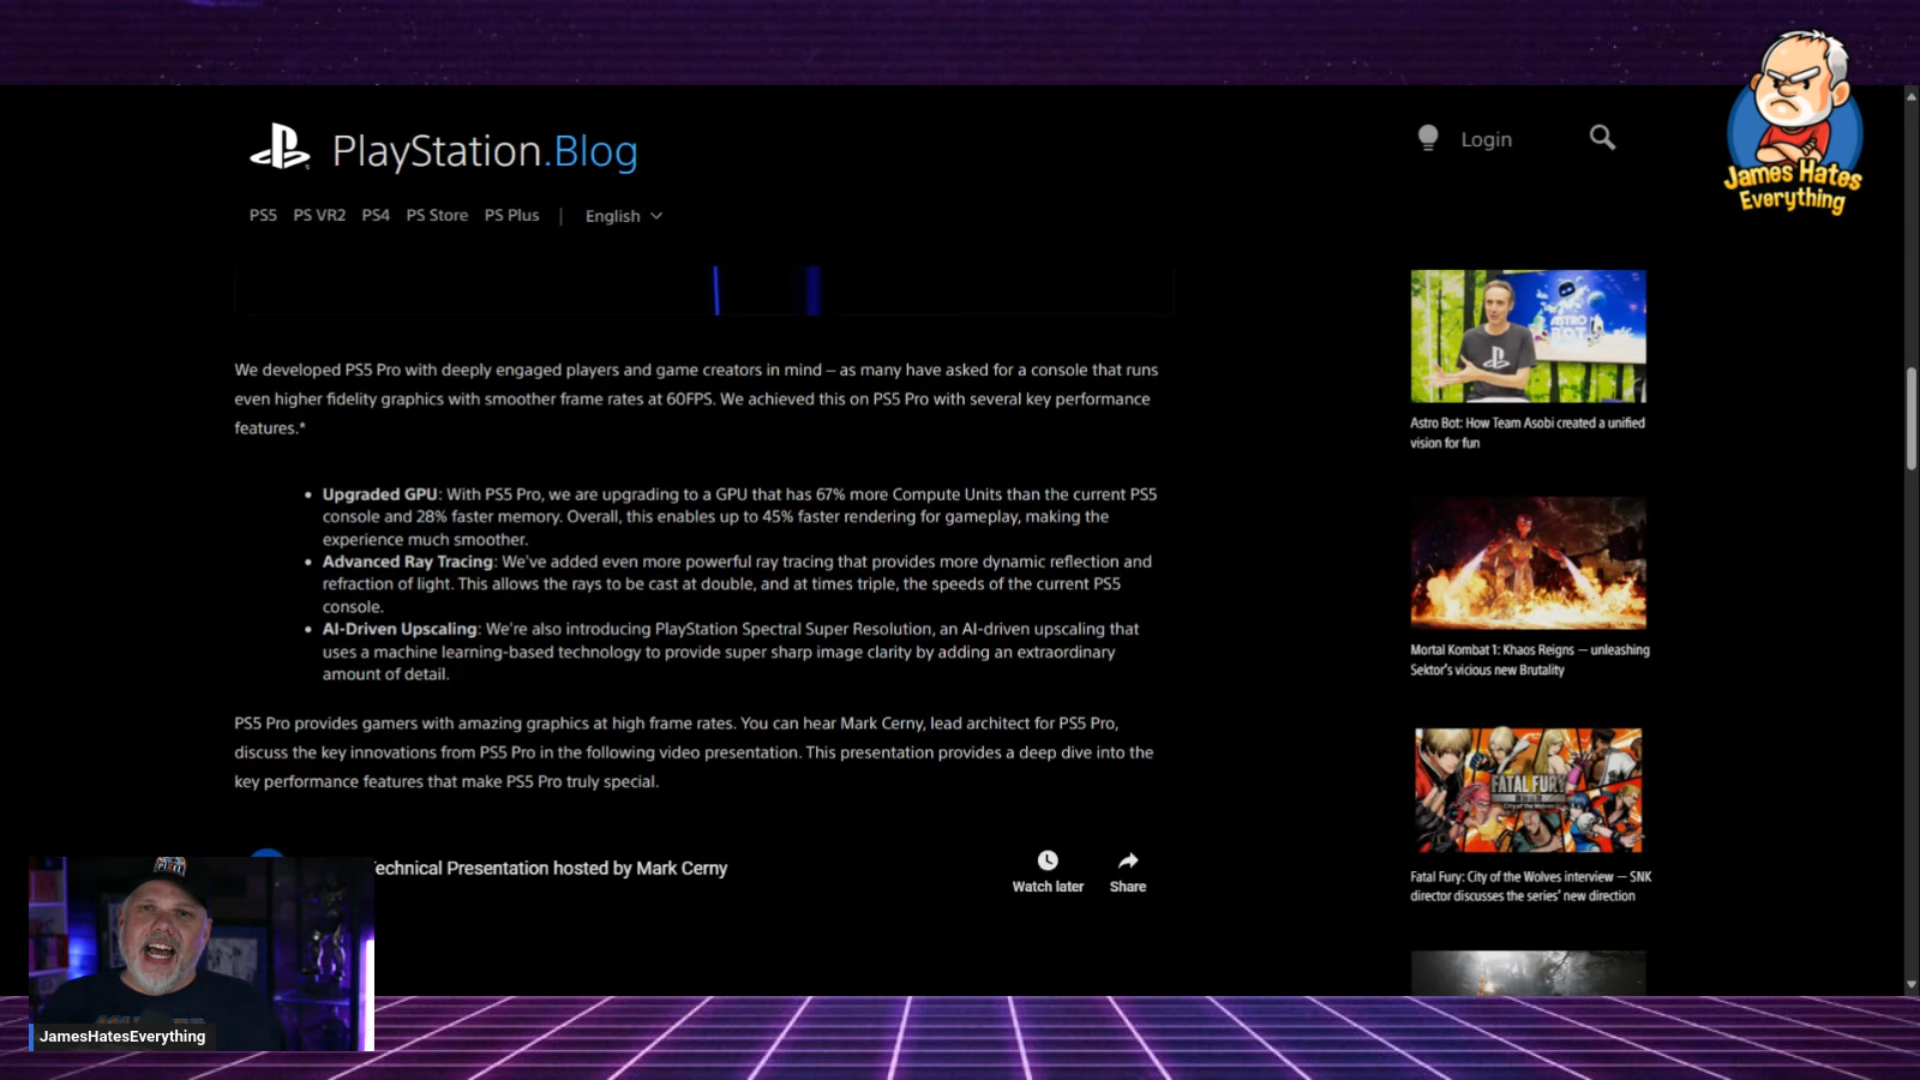 PlayStation.Blog
Login
James Hates
Everything
PS5 PS VR2 PS4 PS Store PS Plus | English
We developed PS5 Pro with deeply engaged players and game creators in mind – as many have asked for a console that runs
even higher fidelity graphics with smoother frame rates at 60FPS. We achieved this on PS5 Pro with several key performance
features.*
• Upgraded GPU: With PS5 Pro, we are upgrading to a GPU that has 67% more Compute Units than the current PS5
console and 28% faster memory. Overall, this enables up to 45% faster rendering for gameplay, making the
experience much smoother.
• Advanced Ray Tracing: We've added even more powerful ray tracing that provides more dynamic reflection and
refraction of light. This allows the rays to be cast at double, and at times triple, the speeds of the current PS5
console.
• AI-Driven Upscaling: We're also introducing PlayStation Spectral Super Resolution, an AI-driven upscaling that
uses a machine learning-based technology to provide super sharp image clarity by adding an extraordinary
amount of detail.
PS5 Pro provides gamers with amazing graphics at high frame rates. You can hear Mark Cerny, lead architect for PS5 Pro,
discuss the key innovations from PS5 Pro in the following video presentation. This presentation provides a deep dive into the
key performance features that make PS5 Pro truly special.
echnical Presentation hosted by Mark Cerny
Watch later
Share
ASTRO
BOT
Astro Bot: How Team Asobi created a unified
vision for fun
Mortal Kombat 1: Khaos Reigns — unleashing
Sektor's vicious new Brutality
FATAL FURY
City of the Wolves
Fatal Fury: City of the Wolves interview — SNK
director discusses the series' new direction
JamesHatesEverything